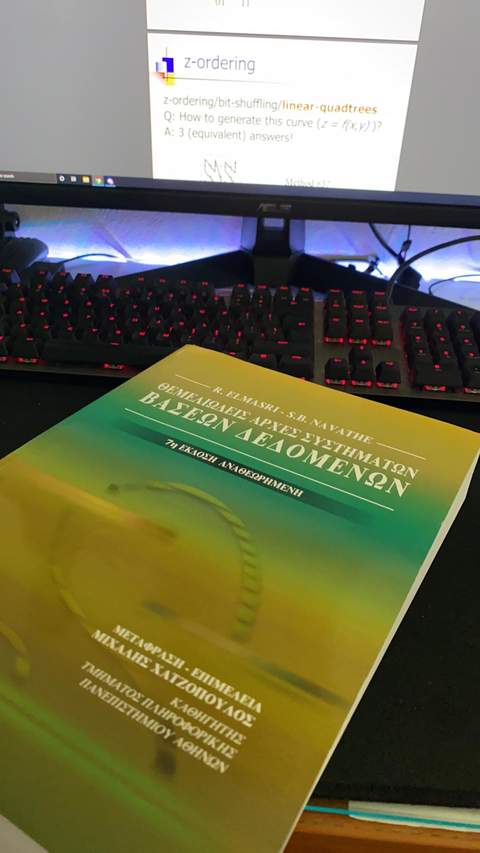 z-ordering
z-ordering/bit-shuffling/linear-quadtrees
Q: How to generate this curve (z = f(x,y) )?
A: 3 (equivalent) answers!
R. ELMASRI - S.B. NAVATHE
ΘΕΜΕΛΙΩΔΕΙΣ ΑΡΧΕΣ ΣΥΣΤΗΜΑΤΩΝ
ΒΑΣΕΩΝ ΔΕΔΟΜΕΝΩΝ
7η ΕΚΔΟΣΗ ΑΝΑΘΕΩΡΗΜΕΝΗ
ΜΕΤΑΦΡΑΣΗ - ΕΠΙΜΕΛΕΙΑ
ΜΙΧΑΛΗΣ ΧΑΤΖΟΠΟΥΛΟΣ
ΚΑΘΗΓΗΤΗΣ
ΤΜΗΜΑΤΟΣ ΠΛΗΡΟΦΟΡΙΚΗΣ
ΠΑΝΕΠΙΣΤΗΜΙΟΥ ΑΘΗΝΩΝ